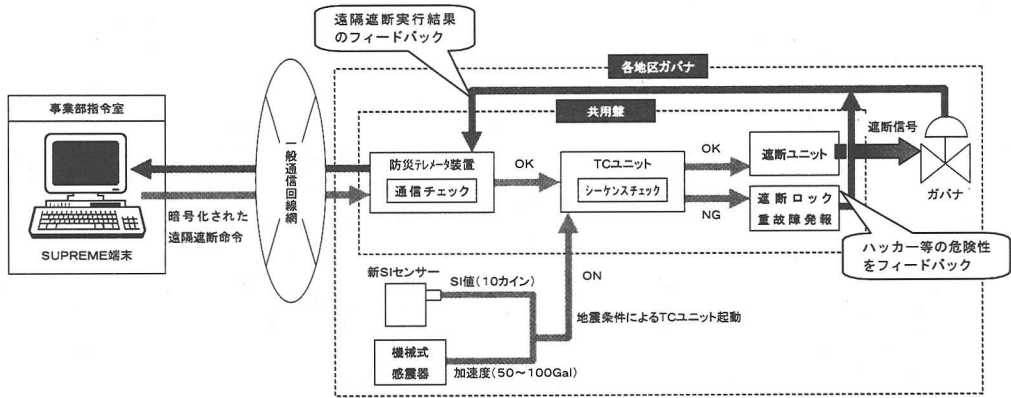 遠隔遮断実行結果
のフィードバック
各地区ガバナ
事業部指令室
共用盤
遮断信号
一般通信回線網
防災テレメータ装置
通信チェック
OK
TCユニット
シーケンスチェック
OK
遮断ユニット
ガバナ
NG
遮断ロック
重故障発報
暗号化された
遠隔遮断命令
SUPREME端末
ハッカー等の危険性
をフィードバック
新SIセンサー
SI値(10カイン)
ON
地震条件によるTCユニット起動
機械式
感震器
加速度(50~100Gal)